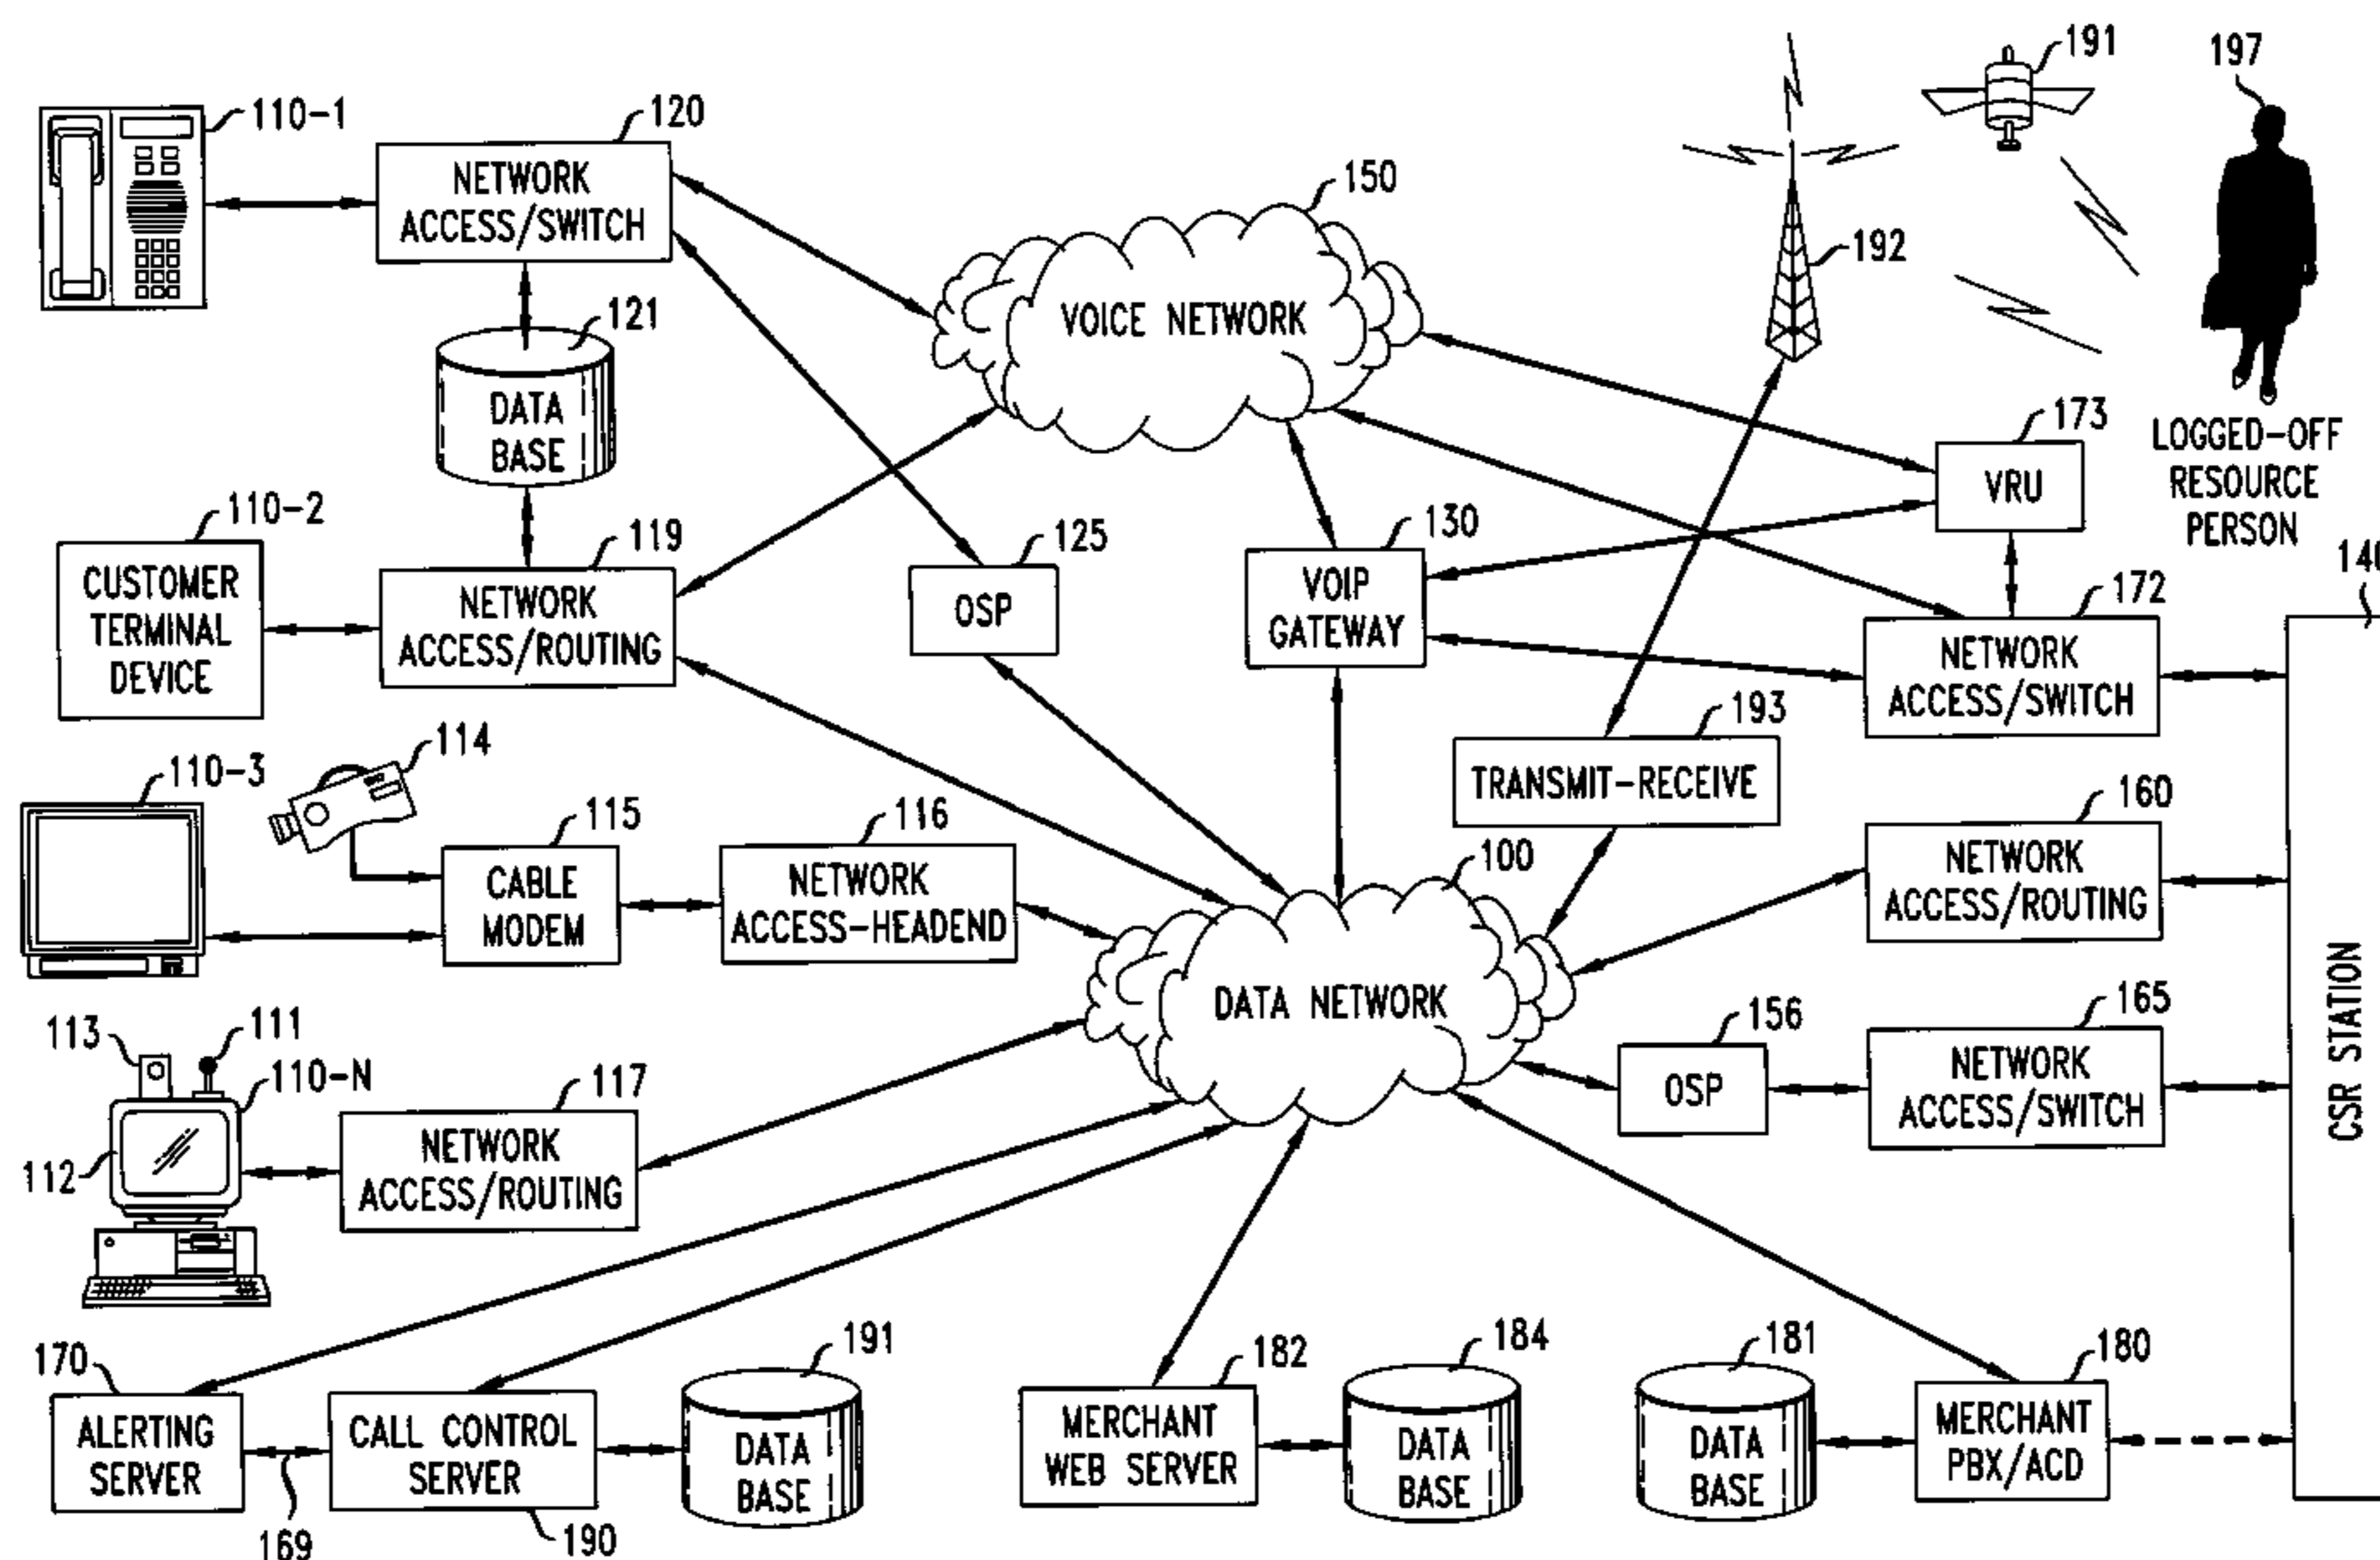 110-1
120
NETWORK
ACCESS/SWITCH
121
DATA
BASE
150
VOICE NETWORK
191
197
192
LOGGED-OFF
RESOURCE
PERSON
173
VRU
110-2
CUSTOMER
TERMINAL
DEVICE
119
NETWORK
ACCESS/ROUTING
125
OSP
130
VOIP
GATEWAY
172
NETWORK
ACCESS/SWITCH
140
CSR STATION
110-3
114
115
CABLE
MODEM
116
NETWORK
ACCESS-HEADEND
193
TRANSMIT-RECEIVE
160
NETWORK
ACCESS/ROUTING
100
DATA NETWORK
156
OSP
165
NETWORK
ACCESS/SWITCH
113
111
110-N
112
117
NETWORK
ACCESS/ROUTING
170
ALERTING
SERVER
169
CALL CONTROL
SERVER
190
191
DATA
BASE
182
MERCHANT
WEB SERVER
184
DATA
BASE
181
DATA
BASE
180
MERCHANT
PBX/ACD